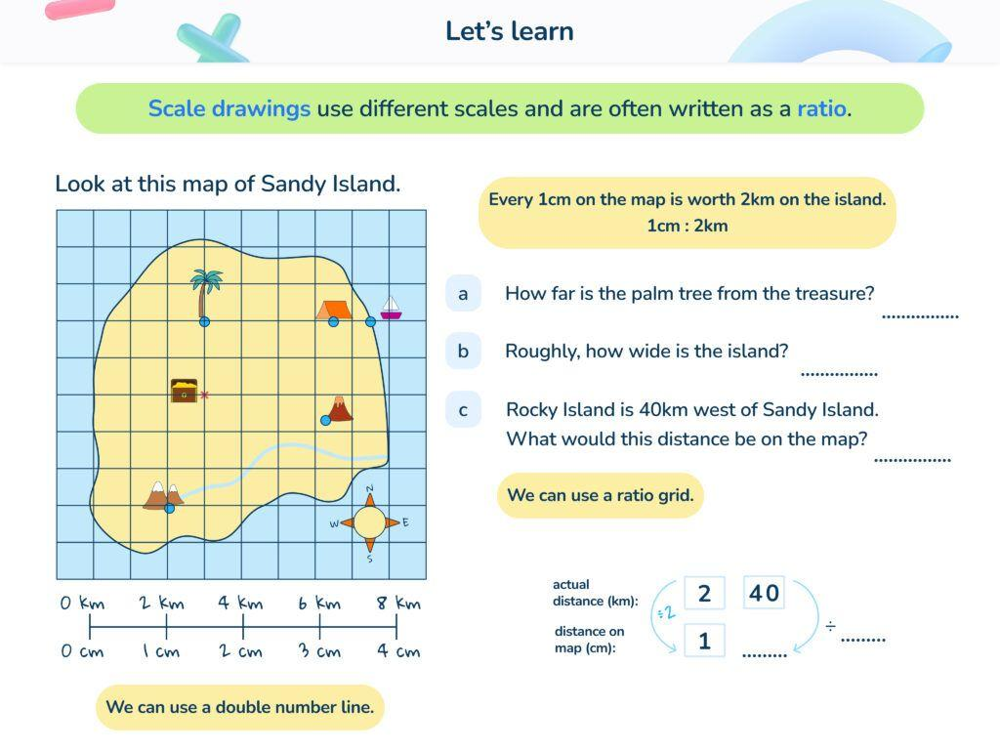 Let's learn
Scale drawings use different scales and are often written as a ratio.
Look at this map of Sandy Island.
N
W
E
S
0 km 2 km 4 km 6 km 8 km
0 cm 1 cm 2 cm 3 cm 4 cm
We can use a double number line.
Every 1cm on the map is worth 2km on the island.
1cm : 2km
a How far is the palm tree from the treasure? ................
b Roughly, how wide is the island? ................
c Rocky Island is 40km west of Sandy Island.
What would this distance be on the map? ................
We can use a ratio grid.
actual
distance (km): 2 40
÷2
÷ .........
distance on
map (cm): 1 .........